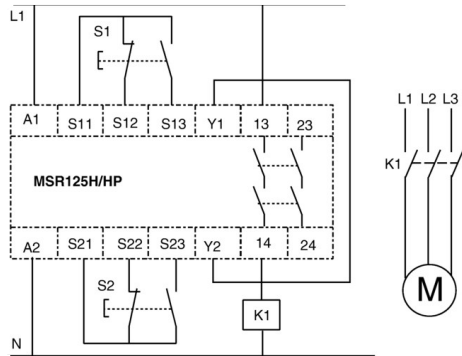 L1
S1
A1 S11 S12 S13 Y1 13 23
L1 L2 L3
K1
MSR125H/HP
A2 S21 S22 S23 Y2 14 24
S2
K1
M
N